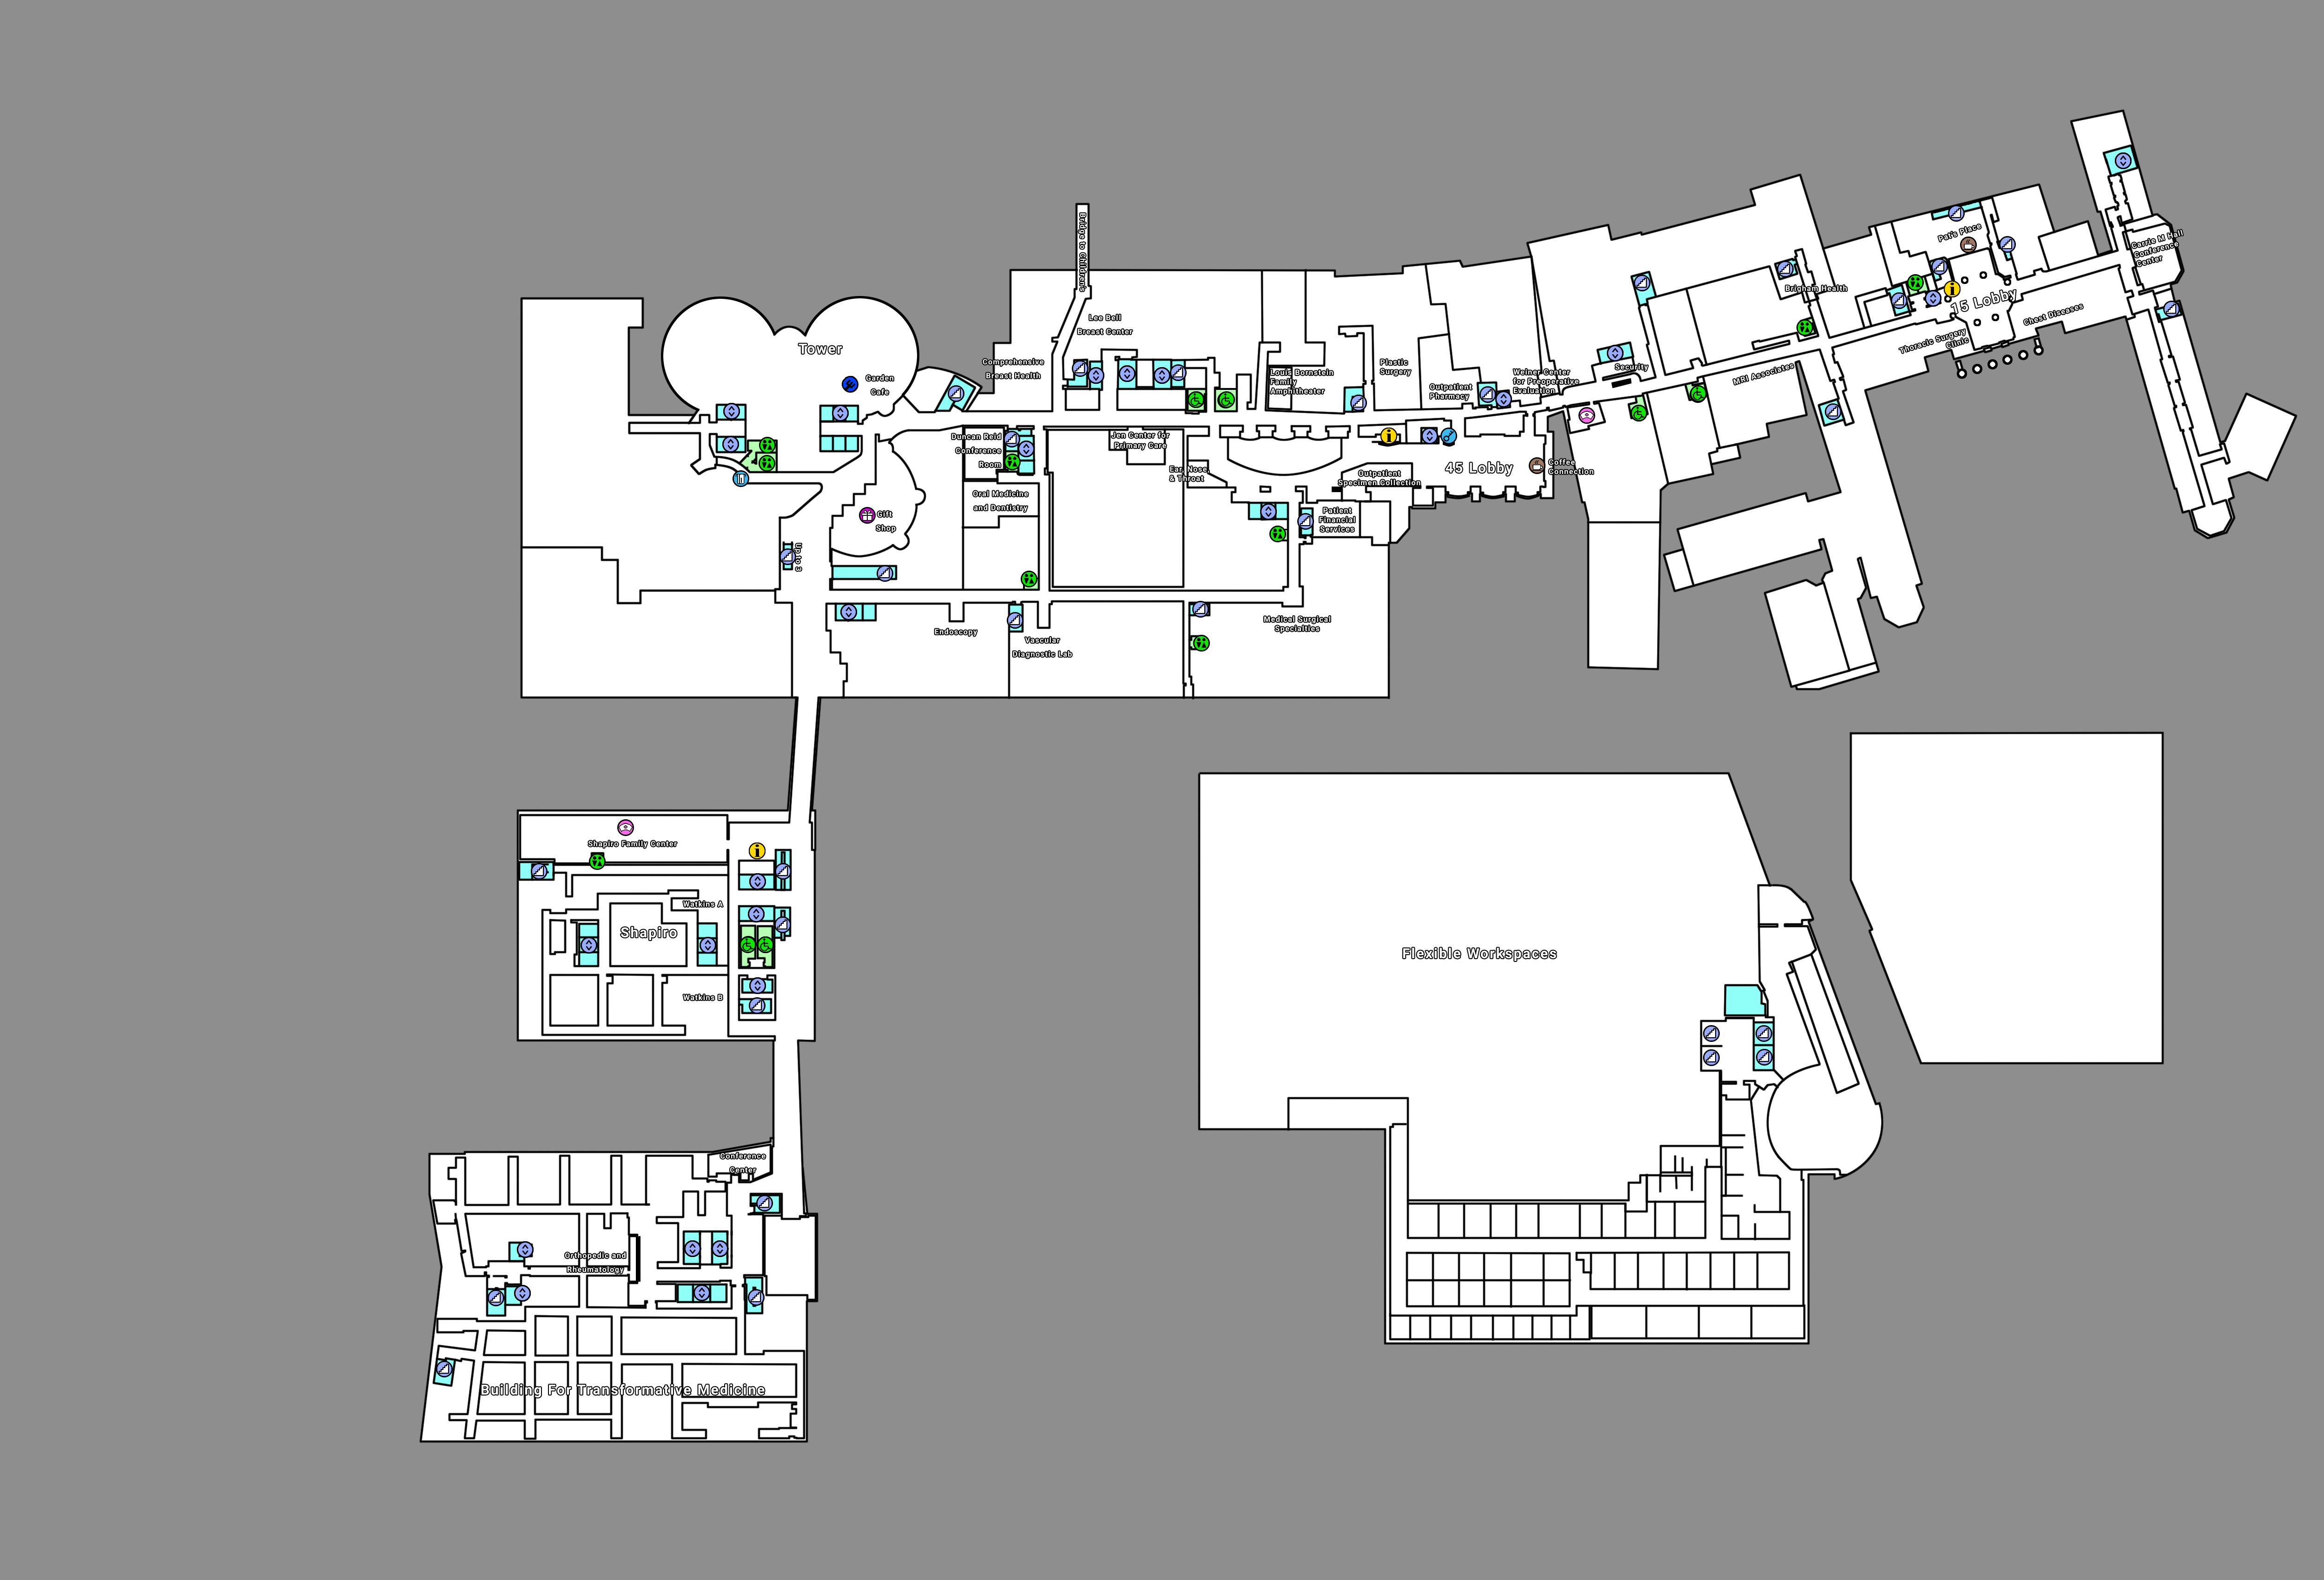 Bridge to Children's
Carrie M Hall
Conference
Center
Pat's Place
Brigham Health
15 Lobby
Chest Diseases
Thoracic Surgery
Clinic
Lee Bell
Breast Center
Tower
Comprehensive
Breast Health
Garden
Cafe
Louis Bornstein
Family
Amphitheater
Plastic
Surgery
Outpatient
Pharmacy
Weiner Center
for Preoperative
Evaluation
Security
MRI Associates
Duncan Reid
Conference
Room
Jen Center for
Primary Care
Ear, Nose,
& Throat
Outpatient
Specimen Collection
45 Lobby
Coffee
Connection
Oral Medicine
and Dentistry
Gift
Shop
Patient
Financial
Services
Up to 3
Endoscopy
Vascular
Diagnostic Lab
Medical Surgical
Specialties
Shapiro Family Center
Watkins A
Shapiro
Watkins B
Flexible Workspaces
Conference
Center
Orthopedic and
Rheumatology
Building For Transformative Medicine